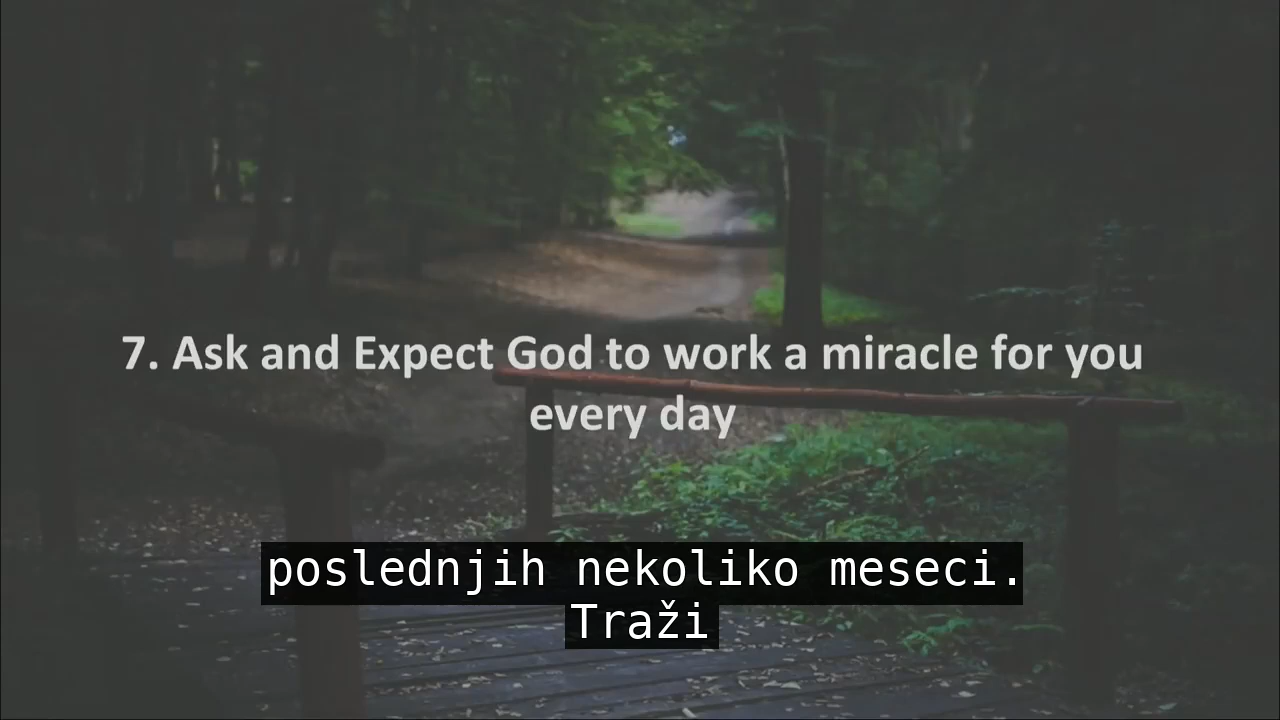 7. Ask and Expect God to work a miracle for you
every day
poslednjih nekoliko meseci.
Traži